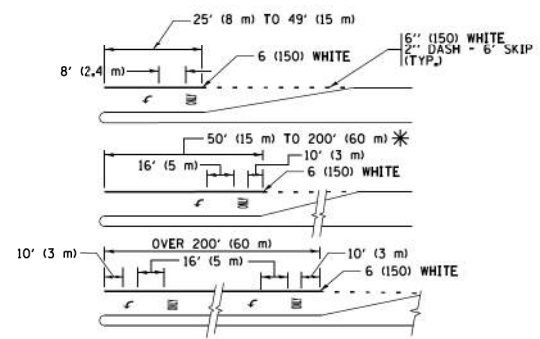 25' (8 m) TO 49' (15 m)
6'' (150) WHITE
2'' DASH - 6' SKIP
(TYP.)
6 (150) WHITE
8' (2.4 m)
50' (15 m) TO 200' (60 m) *
16' (5 m)
10' (3 m)
6 (150) WHITE
OVER 200' (60 m)
10' (3 m)
16' (5 m)
10' (3 m)
6 (150) WHITE